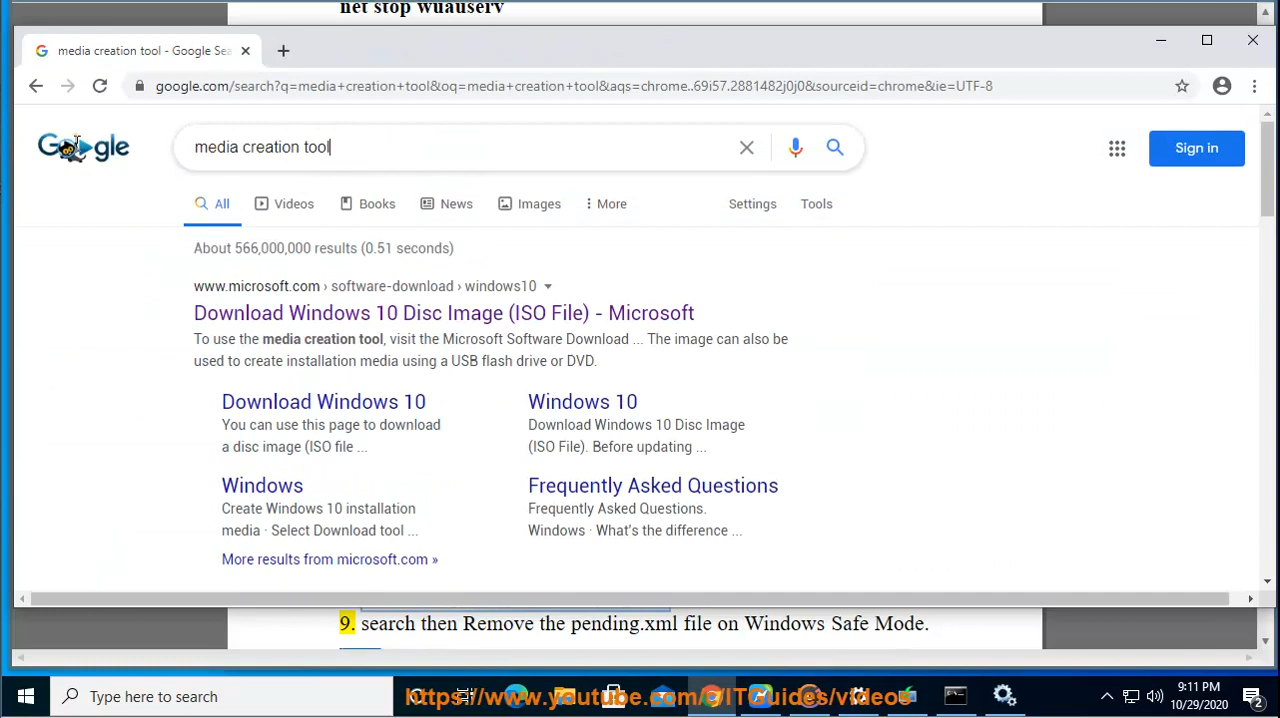 net stop wuauserv
media creation tool - Google Sea
google.com/search?q=media+creation+tool&oq=media+creation+tool&aqs=chrome..69i57.2881482j0j0&sourceid=chrome&ie=UTF-8
Google
media creation tool
Sign in
All Videos Books News Images More Settings Tools
About 566,000,000 results (0.51 seconds)
www.microsoft.com › software-download › windows10
Download Windows 10 Disc Image (ISO File) - Microsoft
To use the media creation tool, visit the Microsoft Software Download ... The image can also be
used to create installation media using a USB flash drive or DVD.
Download Windows 10
You can use this page to download
a disc image (ISO file ...
Windows 10
Download Windows 10 Disc Image
(ISO File). Before updating ...
Windows
Create Windows 10 installation
media · Select Download tool ...
Frequently Asked Questions
Frequently Asked Questions.
Windows · What's the difference ...
More results from microsoft.com »
9. search then Remove the pending.xml file on Windows Safe Mode.
Type here to search
9:11 PM
10/29/2020
2